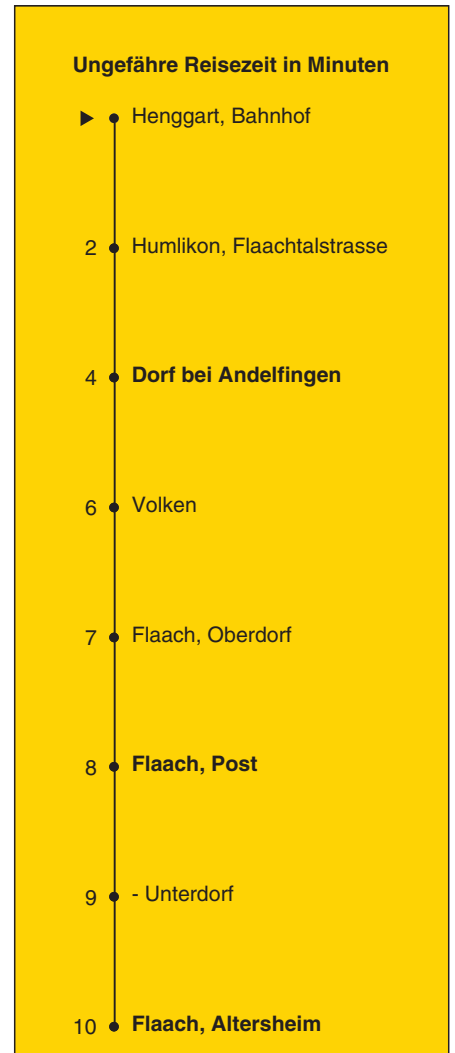 Ungefähre Reisezeit in Minuten
Henggart, Bahnhof
2 Humlikon, Flaachtalstrasse
4 Dorf bei Andelfingen
6 Volken
7 Flaach, Oberdorf
8 Flaach, Post
9 - Unterdorf
10 Flaach, Altersheim